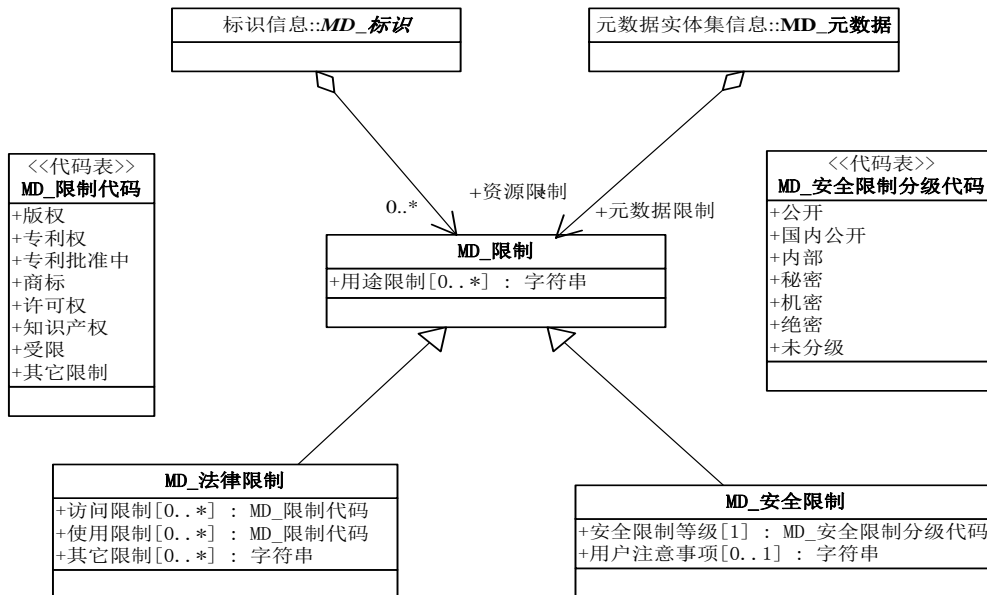 标识信息::MD_标识
元数据实体集信息::MD_元数据
<<代码表>>
MD_限制代码
+版权
+专利权
+专利批准中
+商标
+许可权
+知识产权
+受限
+其它限制
0..*
+资源限制
+元数据限制
<<代码表>>
MD_安全限制分级代码
+公开
+国内公开
+内部
+秘密
+机密
+绝密
+未分级
MD_限制
+用途限制[0..*] : 字符串
MD_法律限制
+访问限制[0..*] : MD_限制代码
+使用限制[0..*] : MD_限制代码
+其它限制[0..*] : 字符串
MD_安全限制
+安全限制等级[1] : MD_安全限制分级代码
+用户注意事项[0..1] : 字符串